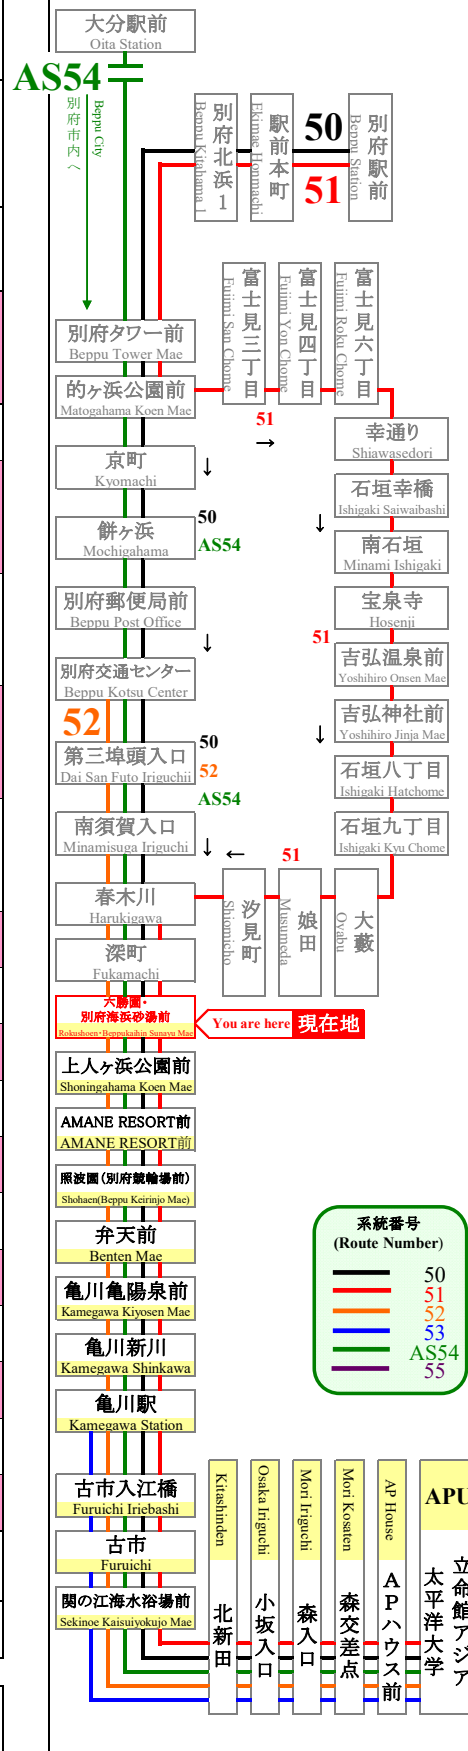 大分駅前
Oita Station
AS54
Beppu City
別府市内へ
別府北浜1
Beppu Kitahama 1
駅前本町
Ekimae Honmachi
50
51
別府駅前
Beppu Station
別府タワー前
Beppu Tower Mae
的ヶ浜公園前
Matogahama Koen Mae
富士見三丁目
Fujimi San Chome
富士見四丁目
Fujimi Yon Chome
富士見六丁目
Fujimi Roku Chome
51
→
幸通り
Shiawasedori
京町
Kyomachi
↓
石垣幸橋
Ishigaki Saiwaibashi
餅ヶ浜
Mochigahama
50
AS54
↓
南石垣
Minami Ishigaki
別府郵便局前
Beppu Post Office
↓
宝泉寺
Hosenji
51
吉弘温泉前
Yoshihiro Onsen Mae
別府交通センター
Beppu Kotsu Center
52
吉弘神社前
Yoshihiro Jinja Mae
↓
第三埠頭入口
Dai San Futo Iriguchii
50
52
AS54
石垣八丁目
Ishigaki Hatchome
南須賀入口
Minamisuga Iriguchi
↓
←
51
石垣九丁目
Ishigaki Kyu Chome
春木川
Harukigawa
汐見町
Shiomicho
娘田
Musumeda
大藪
Oyabu
深町
Fukamachi
六勝園・
別府海浜砂湯前
Rokushoen・Beppukaihin Sunayu Mae
You are here 現在地
上人ヶ浜公園前
Shoningahama Koen Mae
AMANE RESORT前
AMANE RESORT前
照波園(別府競輪場前)
Shohaen(Beppu Keirinjo Mae)
弁天前
Benten Mae
亀川亀陽泉前
Kamegawa Kiyosen Mae
亀川新川
Kamegawa Shinkawa
亀川駅
Kamegawa Station
系統番号
(Route Number)
50
51
52
53
AS54
55
古市入江橋
Furuichi Iriebashi
古市
Furuichi
関の江海水浴場前
Sekinoe Kaisuiyokujo Mae
Kitashinden
北新田
Osaka Iriguchi
小坂入口
Mori Iriguchi
森入口
Mori Kosaten
森交差点
AP House
APハウス前
APU
立命館アジア
太平洋大学